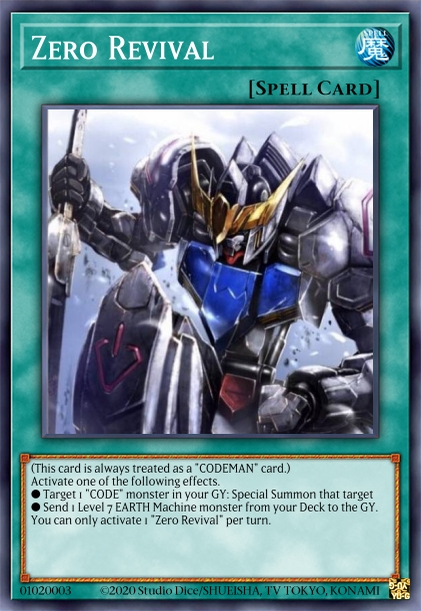 Zero Revival
SPELL
魔
[Spell Card]
(This card is always treated as a "CODEMAN" card.)
Activate one of the following effects.
● Target 1 "CODE" monster in your GY: Special Summon that target
● Send 1 Level 7 EARTH Machine monster from your Deck to the GY.
You can only activate 1 "Zero Revival" per turn.
01020003 ©2020 Studio Dice/SHUEISHA, TV TOKYO, KONAMI